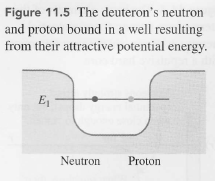 Figure 11.5 The deuteron's neutron
and proton bound in a well resulting
from their attractive potential energy.
E₁
Neutron Proton